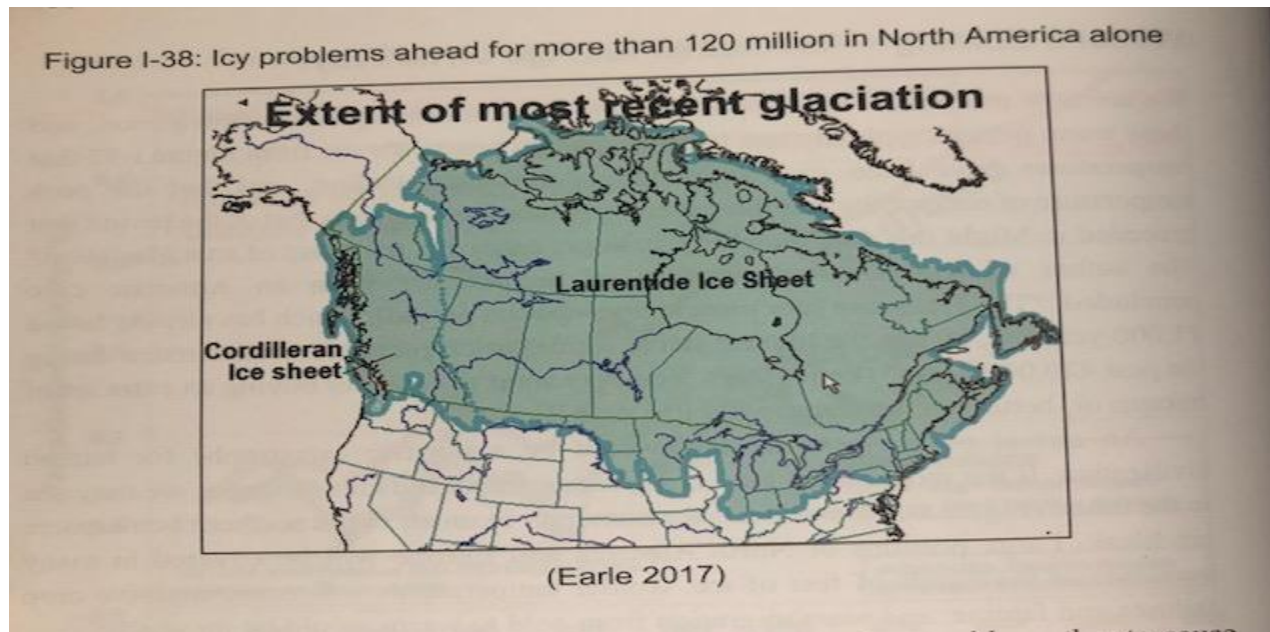 Figure I-38: Icy problems ahead for more than 120 million in North America alone
Extent of most recent glaciation
Laurentide Ice Sheet
Cordilleran
Ice sheet
(Earle 2017)